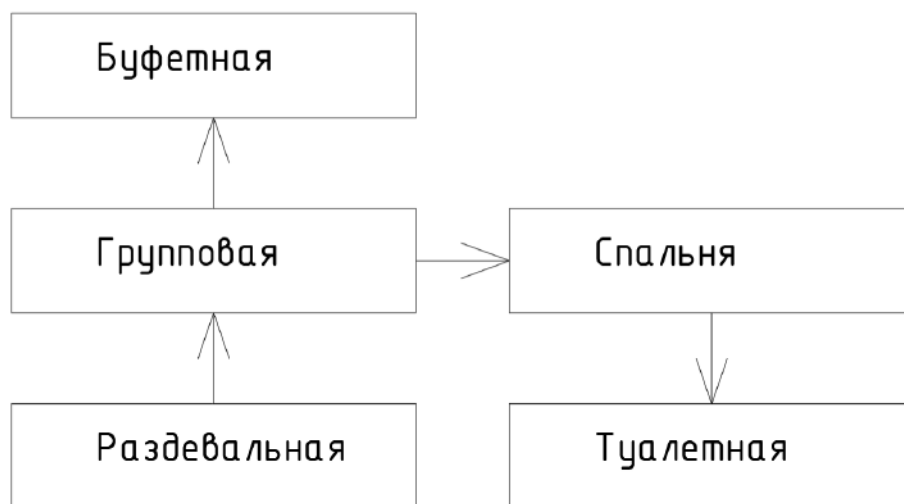 Буфетная
Групповая
Спальня
Раздевальная
Туалетная